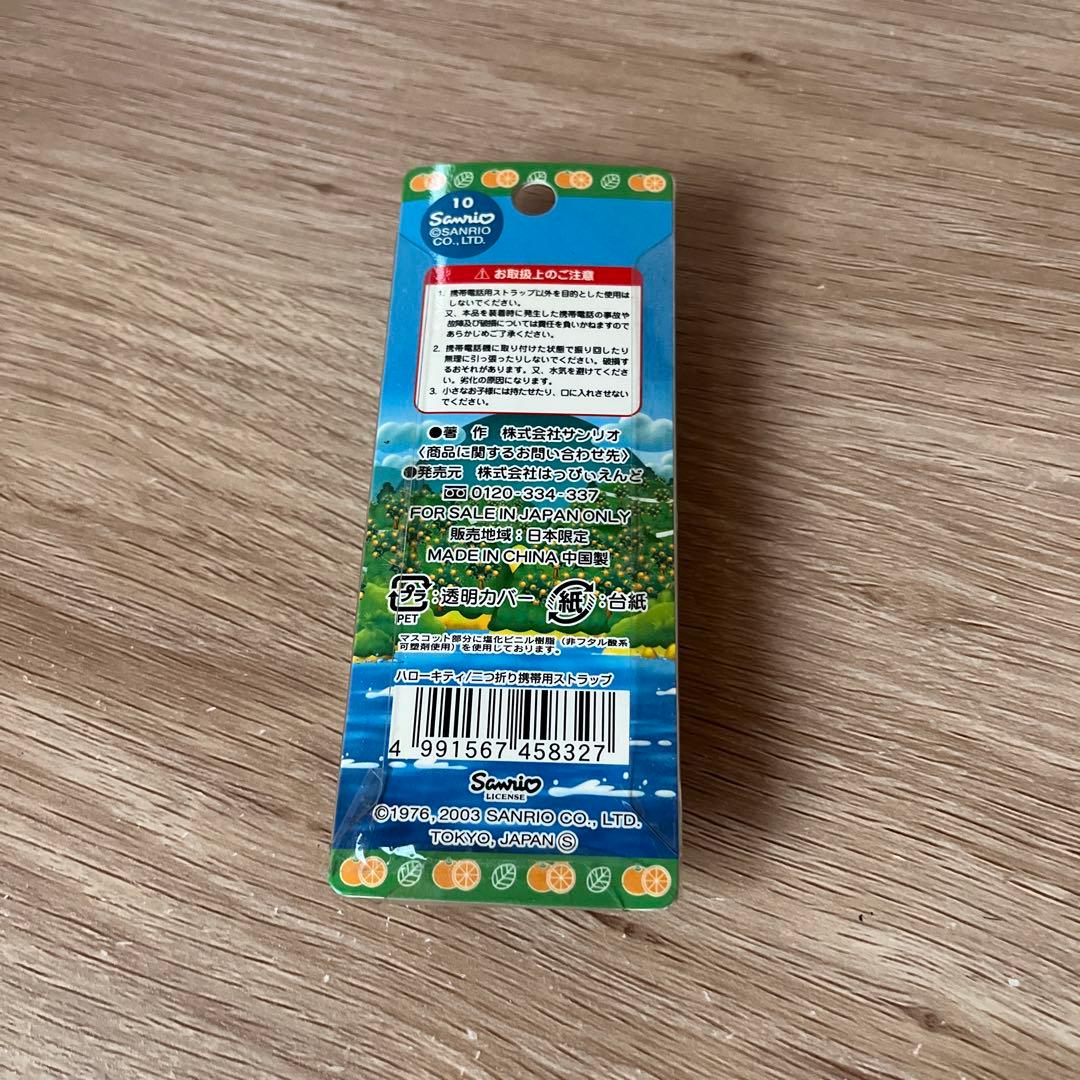 10
Sanrio
©SANRIO
CO., LTD.
⚠ お取扱上のご注意
1. 携帯電話用ストラップ以外を目的とした使用は
しないでください。
又、本品を装着時に発生した携帯電話の事故や
故障及び破損については責任を負いかねますので
あらかじめご了承ください。
2. 携帯電話機に取り付けた状態で振り回したり
無理に引っ張ったりしないでください。破損す
るおそれがあります。又、水気を避けてくださ
い。劣化の原因になります。
3. 小さなお子様には持たせたり、口に入れさせない
でください。
●著 作 株式会社サンリオ
〈商品に関するお問い合わせ先〉
●発売元 株式会社はっぴぃえんど
0120-334-337
FOR SALE IN JAPAN ONLY
販売地域：日本限定
MADE IN CHINA 中国製
プラ:透明カバー 紙:台紙
PET
マスコット部分に塩化ビニル樹脂（非フタル酸系
可塑剤使用）を使用しております。
ハローキティ/二つ折り携帯用ストラップ
4 991567 458327
Sanrio
LICENSE
©1976, 2003 SANRIO CO., LTD.
TOKYO, JAPAN Ⓢ